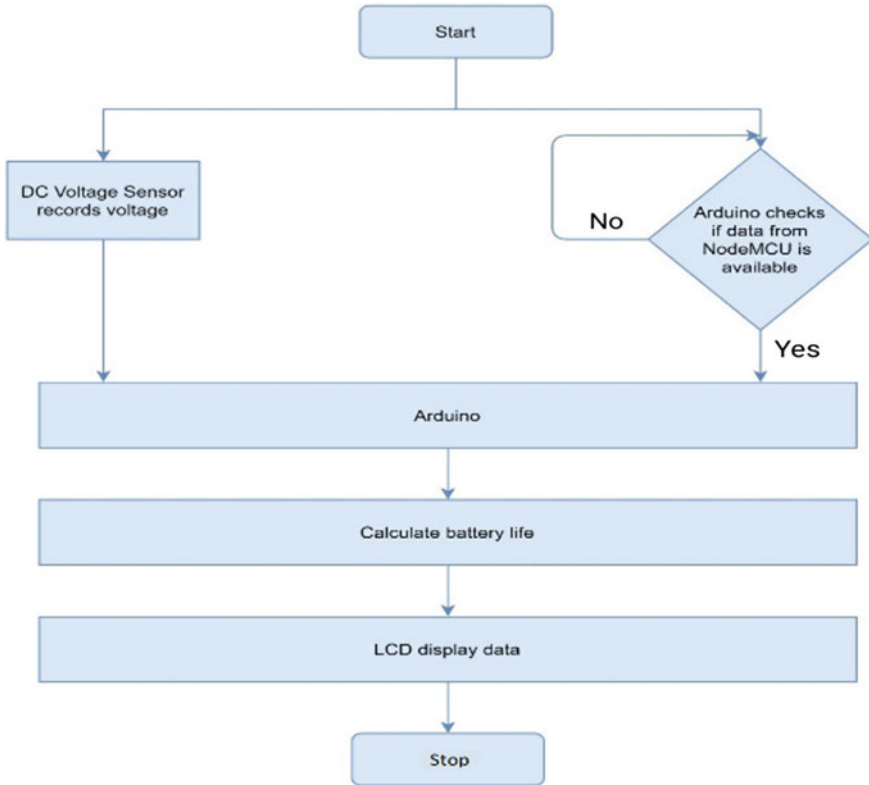 Start
DC Voltage Sensor
records voltage
Arduino checks
if data from
NodeMCU is
available
No
Yes
Arduino
Calculate battery life
LCD display data
Stop